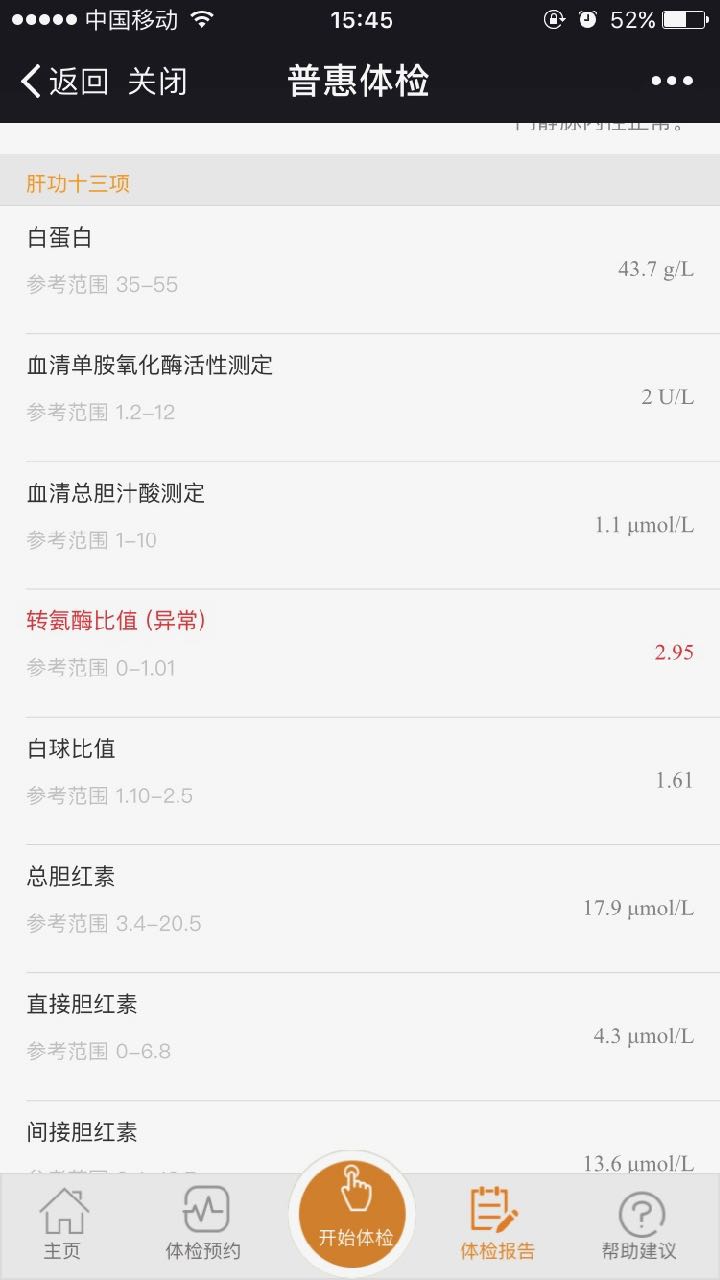 中国移动 15:45 52%
返回 关闭 普惠体检
肝功十三项
白蛋白
参考范围 35-55
43.7 g/L
血清单胺氧化酶活性测定
参考范围 1.2-12
2 U/L
血清总胆汁酸测定
参考范围 1-10
1.1 μmol/L
转氨酶比值 (异常)
参考范围 0-1.01
2.95
白球比值
参考范围 1.10-2.5
1.61
总胆红素
参考范围 3.4-20.5
17.9 μmol/L
直接胆红素
参考范围 0-6.8
4.3 μmol/L
间接胆红素
13.6 μmol/L
主页 体检预约 开始体检 体检报告 帮助建议